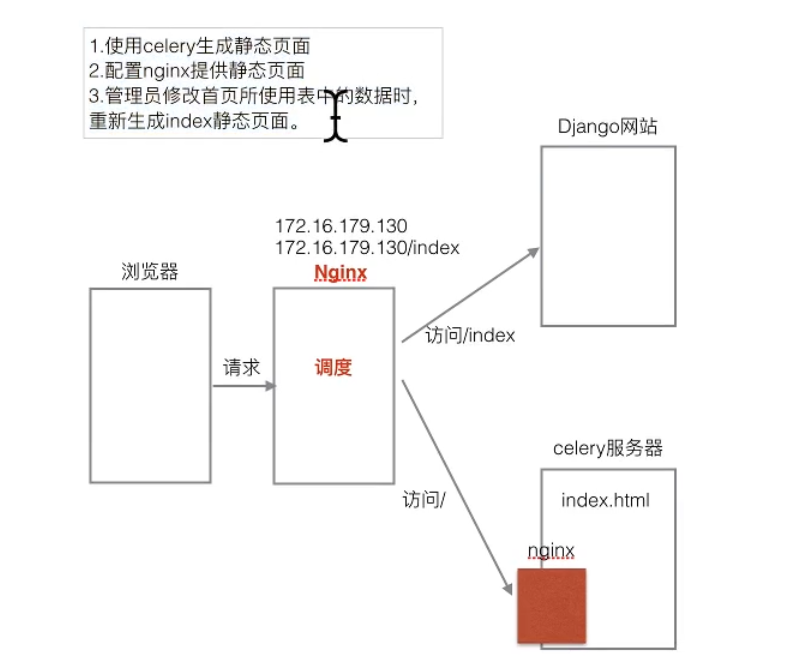 1.使用celery生成静态页面
2.配置nginx提供静态页面
3.管理员修改首页所使用表中的数据时，
重新生成index静态页面。
Django网站
172.16.179.130
172.16.179.130/index
浏览器
Nginx
访问/index
请求
调度
celery服务器
访问/
index.html
nginx